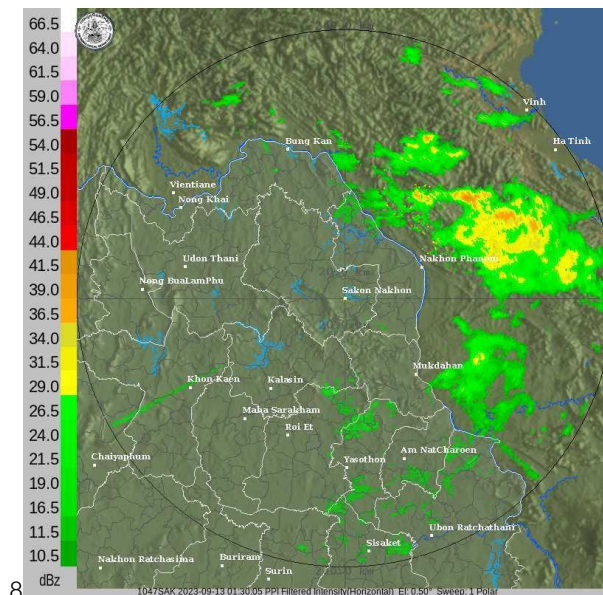 66.5
64.0
61.5
59.0
56.5
54.0
51.5
49.0
46.5
44.0
41.5
39.0
36.5
34.0
31.5
29.0
26.5
24.0
21.5
19.0
16.5
14.0
11.5
10.5
dBz
8
Vinh
Ha Tinh
Bung Kan
Vientiane
Nong Khai
Udon Thani
Nakhon Phanom
Nong BuaLamPhu
Sakon Nakhon
Mukdahan
Khon Kaen
Kalasin
Maha Sarakham
Roi Et
Chaiyaphum
Yasothon
Am NatCharoen
Ubon Ratchathani
Sisaket
Nakhon Ratchasima
Buriram
Surin
1047SAK 2023-09-13 01:30:05 PPI Filtered Intensity(Horizontal) El: 0.50° Sweep: 1 Polar